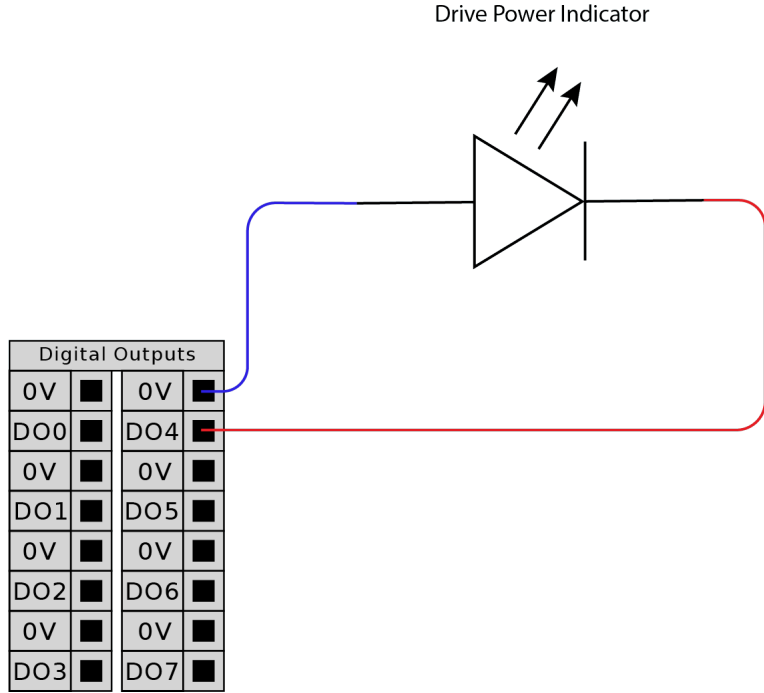 Drive Power Indicator
Digital Outputs
0V 0V
DO0 DO4
0V 0V
DO1 DO5
0V 0V
DO2 DO6
0V 0V
DO3 DO7